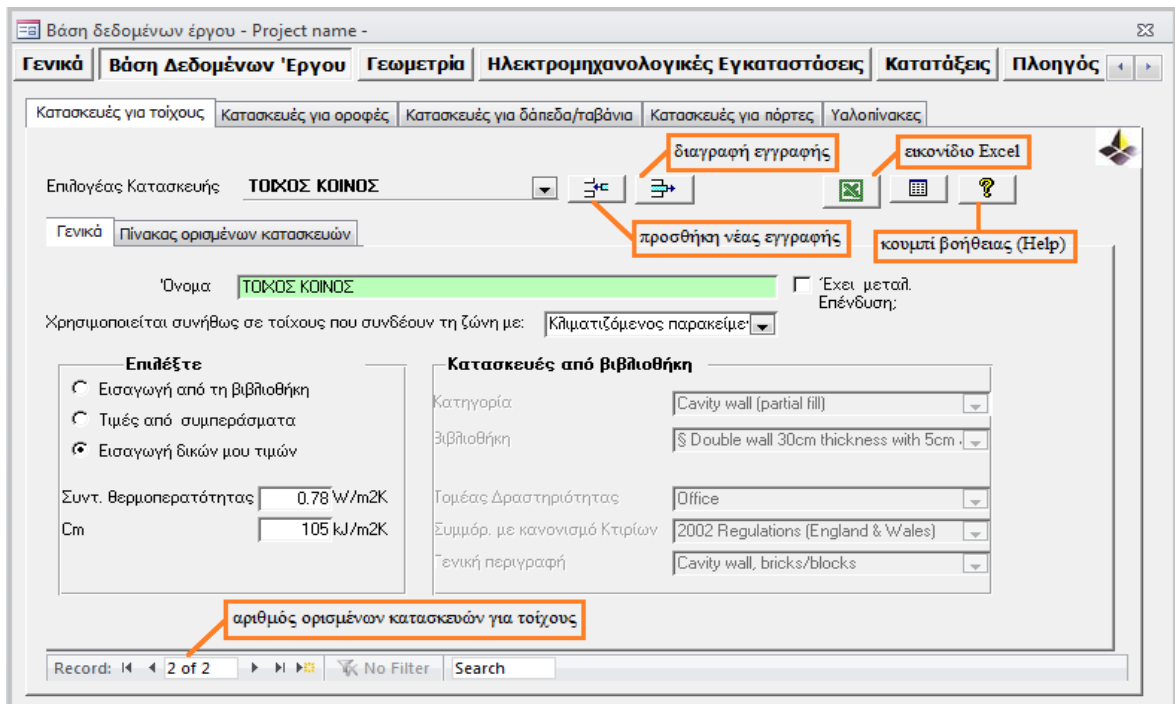 Βάση δεδομένων έργου - Project name -
Γενικά Βάση Δεδομένων Έργου Γεωμετρία Ηλεκτρομηχανολογικές Εγκαταστάσεις Κατατάξεις Πλοηγός
Κατασκευές για τοίχους Κατασκευές για οροφές Κατασκευές για δάπεδα/ταβάνια Κατασκευές για πόρτες Υαλοπίνακες
διαγραφή εγγραφής εικονίδιο Excel
Επιλογέας Κατασκευής ΤΟΙΧΟΣ ΚΟΙΝΟΣ
Γενικά Πίνακας ορισμένων κατασκευών προσθήκη νέας εγγραφής κουμπί βοήθειας (Help)
Όνομα ΤΟΙΧΟΣ ΚΟΙΝΟΣ Έχει μεταλ.
Επένδυση;
Χρησιμοποιείται συνήθως σε τοίχους που συνδέουν τη ζώνη με: Κλιματιζόμενος παρακείμε
Επιλέξτε Κατασκευές από βιβλιοθήκη
Εισαγωγή από τη βιβλιοθήκη
Κατηγορία Cavity wall (partial fill)
Τιμές από συμπεράσματα
Βιβλιοθήκη § Double wall 30cm thickness with 5cm
Εισαγωγή δικών μου τιμών
Συντ. θερμοπερατότητας 0.78 W/m2K Τομέας Δραστηριότητας Office
Cm 105 kJ/m2K Συμμόρ. με κανονισμό Κτιρίων 2002 Regulations (England & Wales)
Γενική περιγραφή Cavity wall, bricks/blocks
αριθμός ορισμένων κατασκευών για τοίχους
Record: 2 of 2 No Filter Search